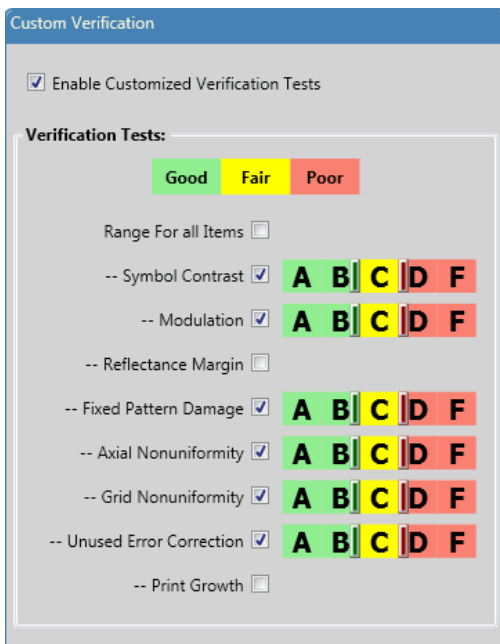 Custom Verification
Enable Customized Verification Tests
Verification Tests:
Good Fair Poor
Range For all Items
-- Symbol Contrast A B C D F
-- Modulation A B C D F
-- Reflectance Margin
-- Fixed Pattern Damage A B C D F
-- Axial Nonuniformity A B C D F
-- Grid Nonuniformity A B C D F
-- Unused Error Correction A B C D F
-- Print Growth